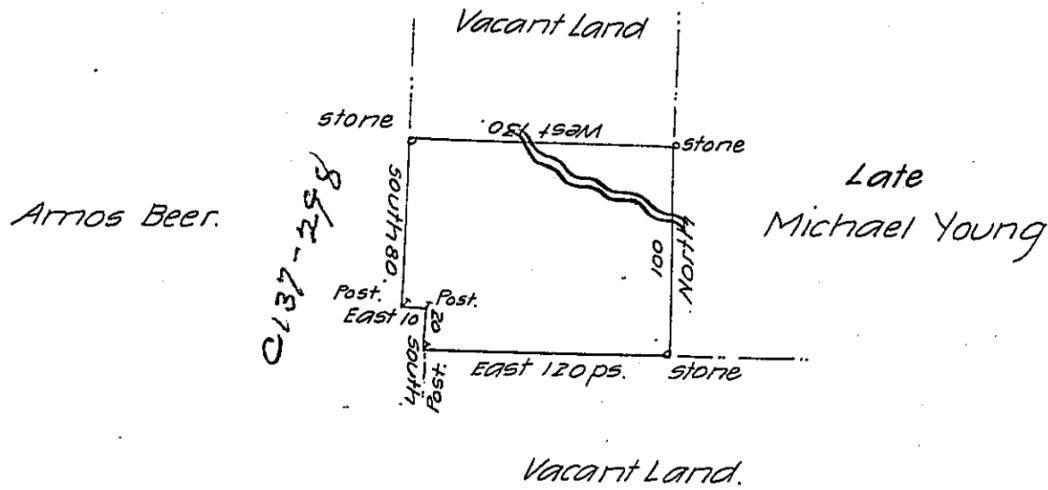 Vacant Land
stone
West 130.
stone
Late
Michael Young
Amos Beer.
C137-298
South 80.
North
100
Post.
Post.
East 10
20
South.
Post.
East 120 ps.
stone
Vacant Land.